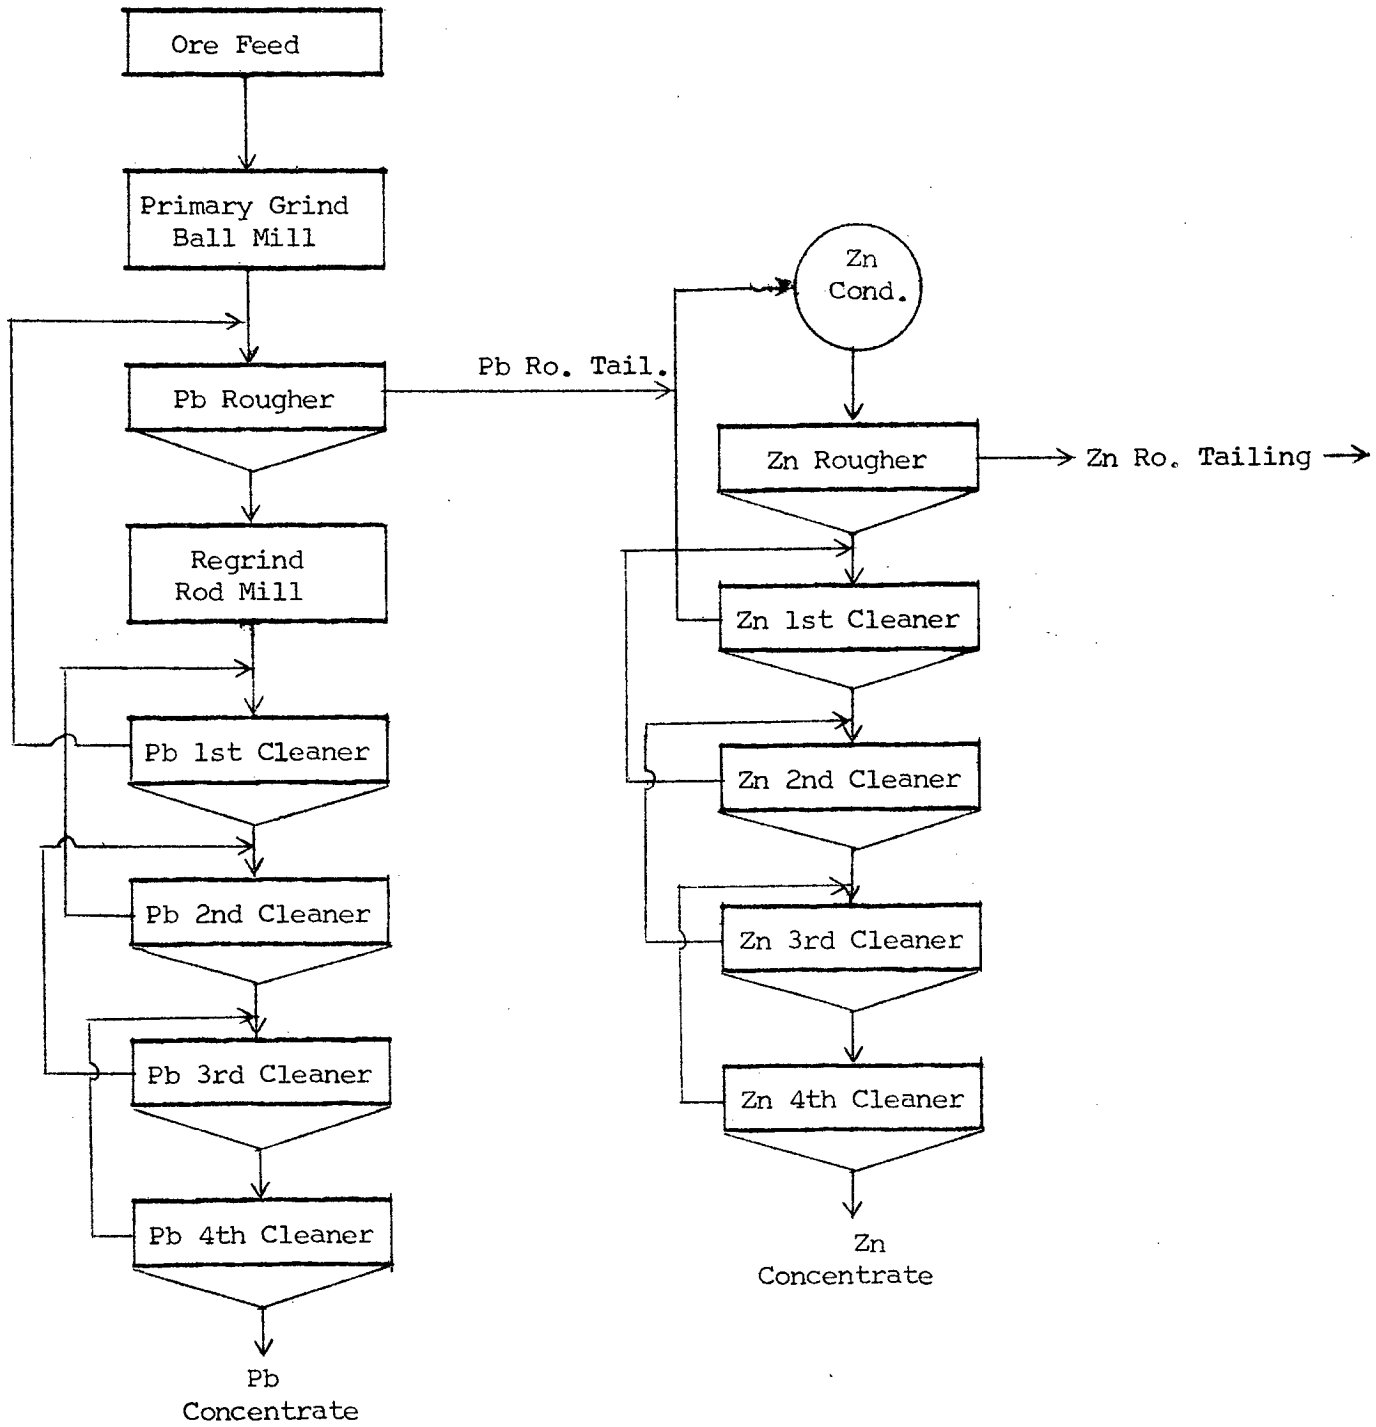 Ore Feed
Primary Grind
Ball Mill
Pb Rougher
Pb Ro. Tail.
Regrind
Rod Mill
Pb 1st Cleaner
Pb 2nd Cleaner
Pb 3rd Cleaner
Pb 4th Cleaner
Pb
Concentrate
Zn
Cond.
Zn Rougher
Zn Ro. Tailing
Zn 1st Cleaner
Zn 2nd Cleaner
Zn 3rd Cleaner
Zn 4th Cleaner
Zn
Concentrate